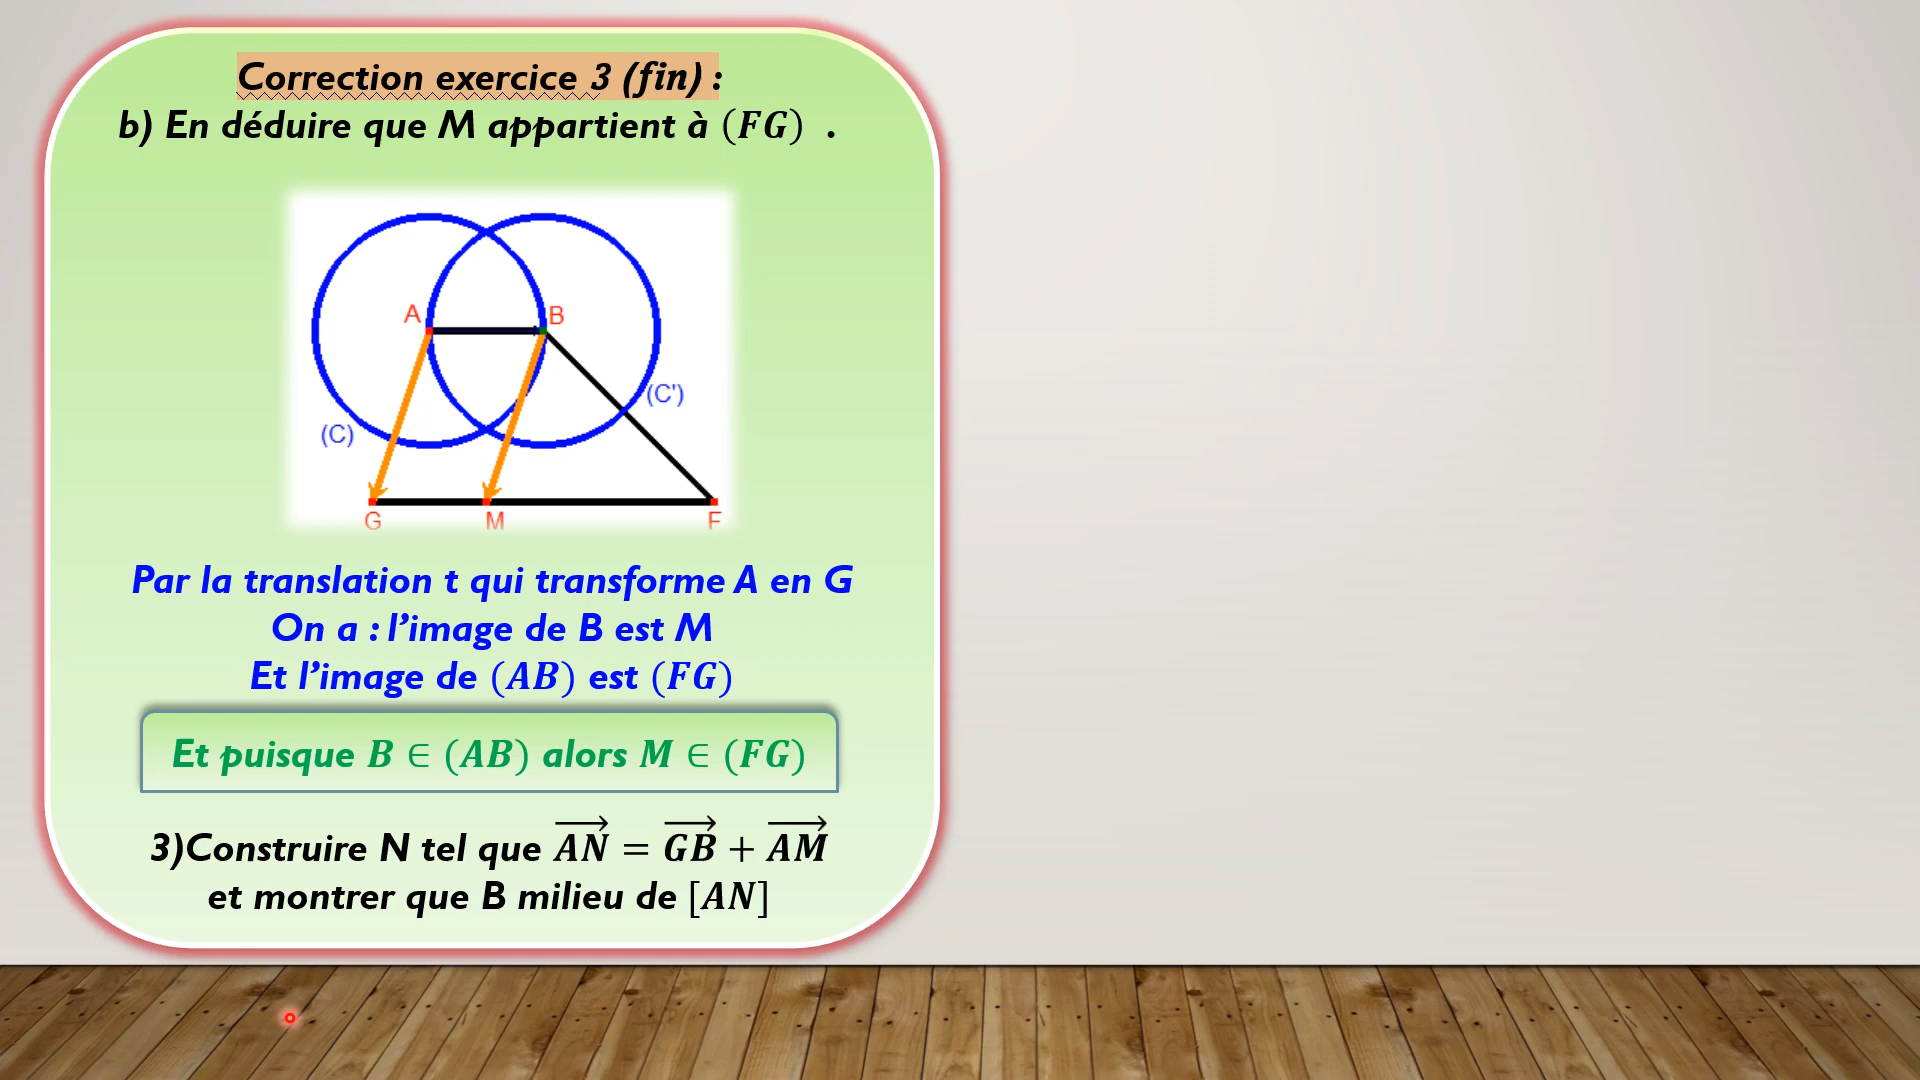 Correction exercice 3 (fin) :
b) En déduire que M appartient à (FG) .
A
B
(C')
(C)
G
M
F
Par la translation t qui transforme A en G
On a : l’image de B est M
Et l’image de (AB) est (FG)
Et puisque B ∈ (AB) alors M ∈ (FG)
3)Construire N tel que \overrightarrow{AN} = \overrightarrow{GB} + \overrightarrow{AM}
et montrer que B milieu de [AN]